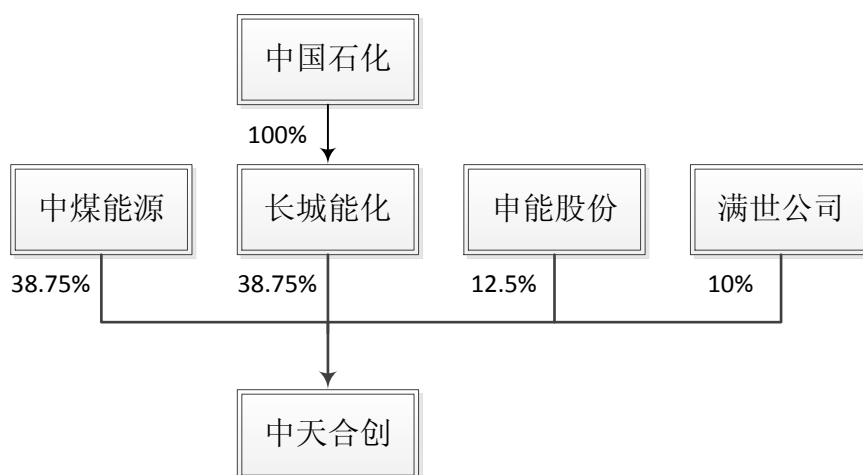 中国石化
100%
中煤能源
长城能化
申能股份
满世公司
38.75%
38.75%
12.5%
10%
中天合创